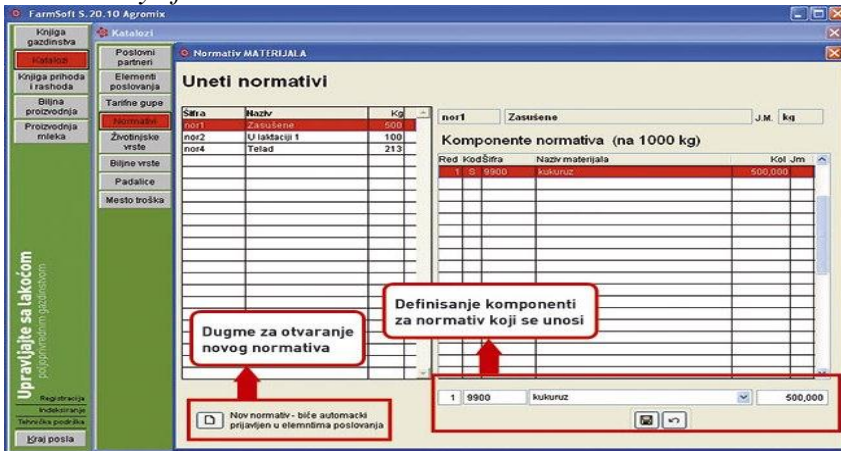 FarmSoft S.20.10 Agromix
Knjiga
gazdinstva
Katalozi
Knjiga prihoda
i rashoda
Biljna
proizvodnja
Proizvodnja
mleka
Upravljajte sa lakoćom
poljoprivrednim gazdinstvom
Registracija
Indeksiranje
Tehnička podrška
Kraj posla
Katalozi
Poslovni
partneri
Elementi
poslovanja
Tarifne gupe
Normativi
Životinjske
vrste
Biljne vrste
Padalice
Mesto troška
Normativ MATERIJALA
Uneti normativi
Šifra Naziv Kg
nor1 Zasušene 500
nor2 U laktaciji 1 100
nor4 Telad 213
nor1 Zasušene J.M. kg
Komponente normativa (na 1000 kg)
Red Kod Šifra Naziv materijala Kol Jm
1 S 9900 kukuruz 500,000
Definisanje komponenti
za normativ koji se unosi
Dugme za otvaranje
novog normativa
1 9900 kukuruz 500,000
Nov normativ - biće automacki
prijavljen u elemntima poslovanja